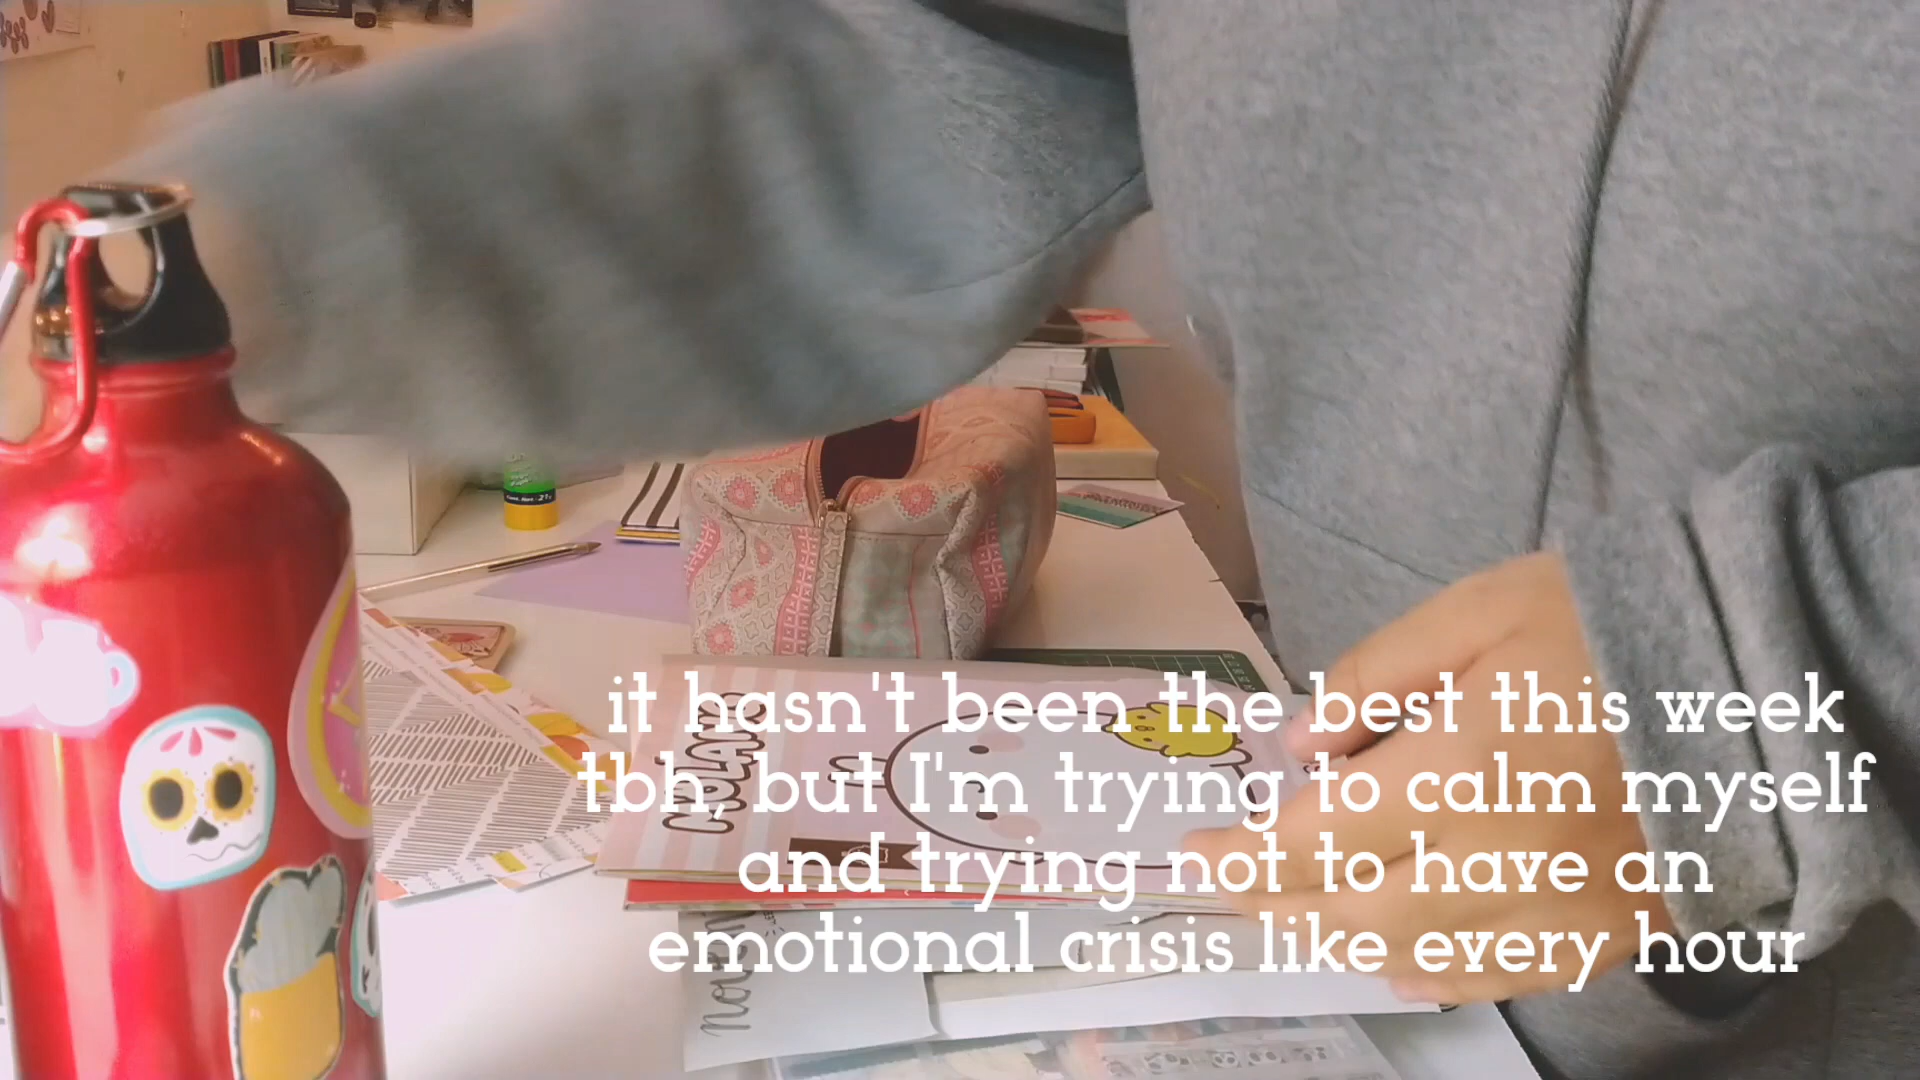 it hasn't been the best this week
tbh, but I'm trying to calm myself
and trying not to have an
emotional crisis like every hour